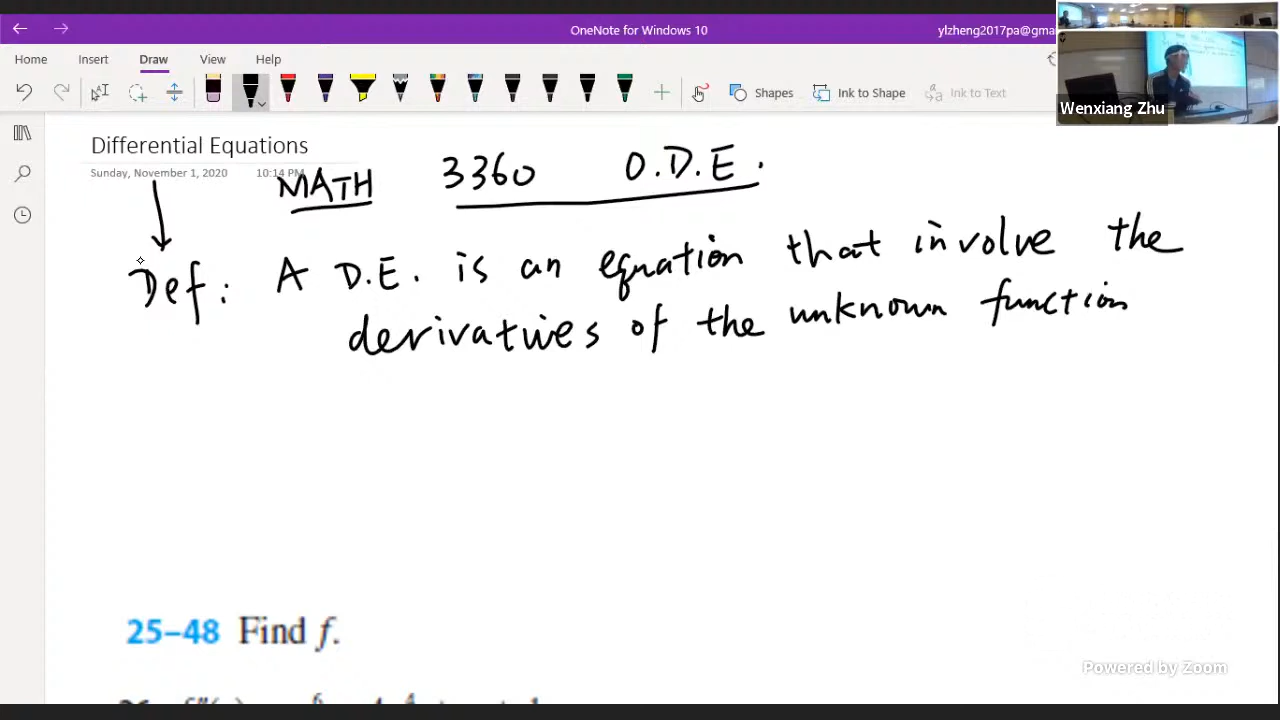 OneNote for Windows 10
ylzheng2017pa@gma
Home Insert Draw View Help
Shapes Ink to Shape Ink to Text
Wenxiang Zhu
Differential Equations
Sunday, November 1, 2020 10:14 PM
MATH 3360 O.D.E.
Def: A D.E. is an equation that involve the
derivatives of the unknown function
25–48 Find f.
Powered by Zoom